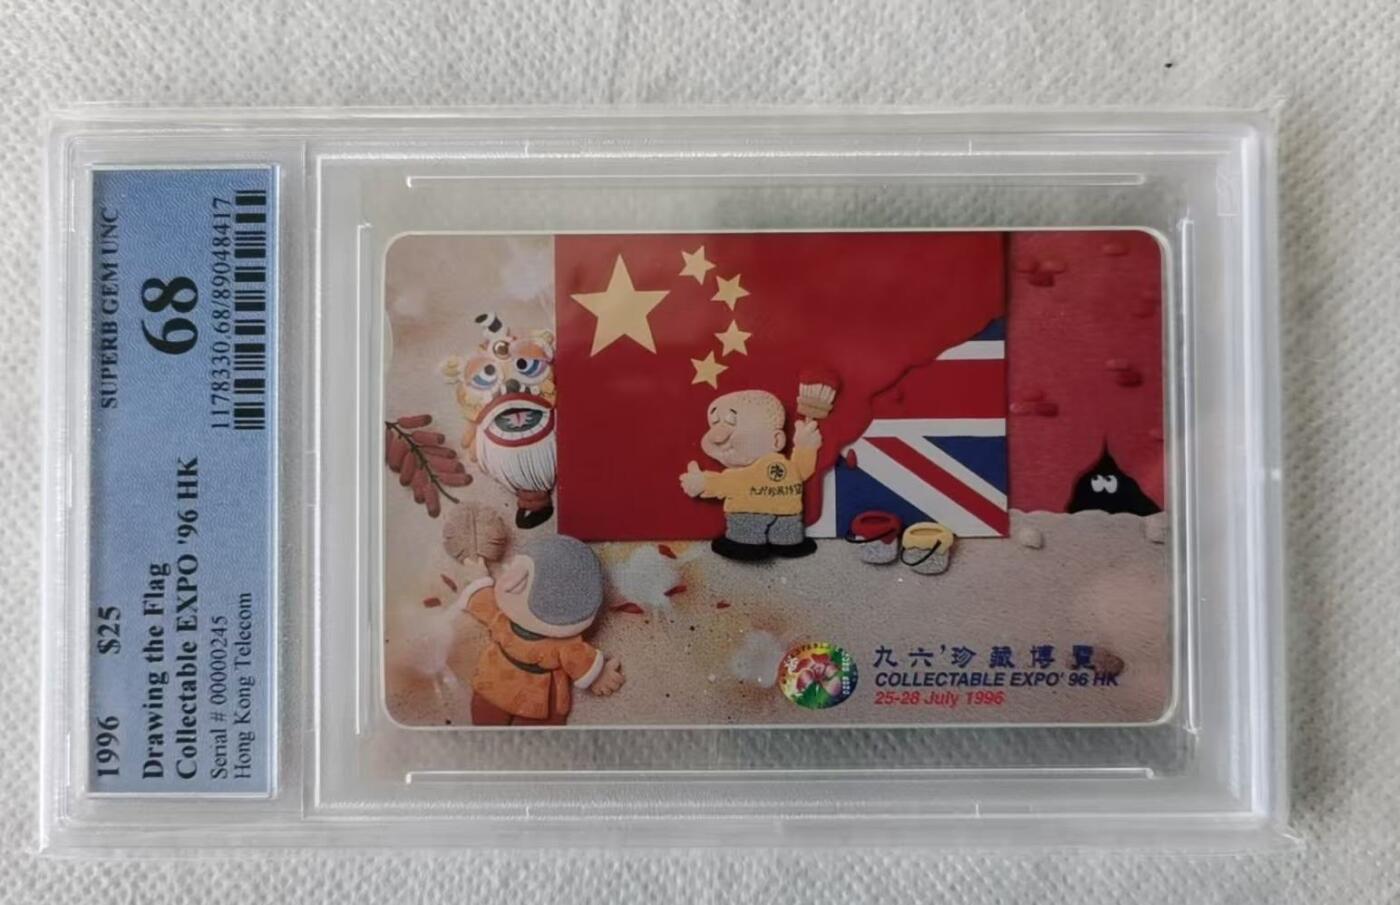 1996 $25 SUPERB GEM UNC
Drawing the Flag 68
Collectable EXPO '96 HK
Serial # 00000245 1178330.68/89048417
Hong Kong Telecom
九六'珍藏博覽
COLLECTABLE EXPO' 96 HK
25-28 July 1996